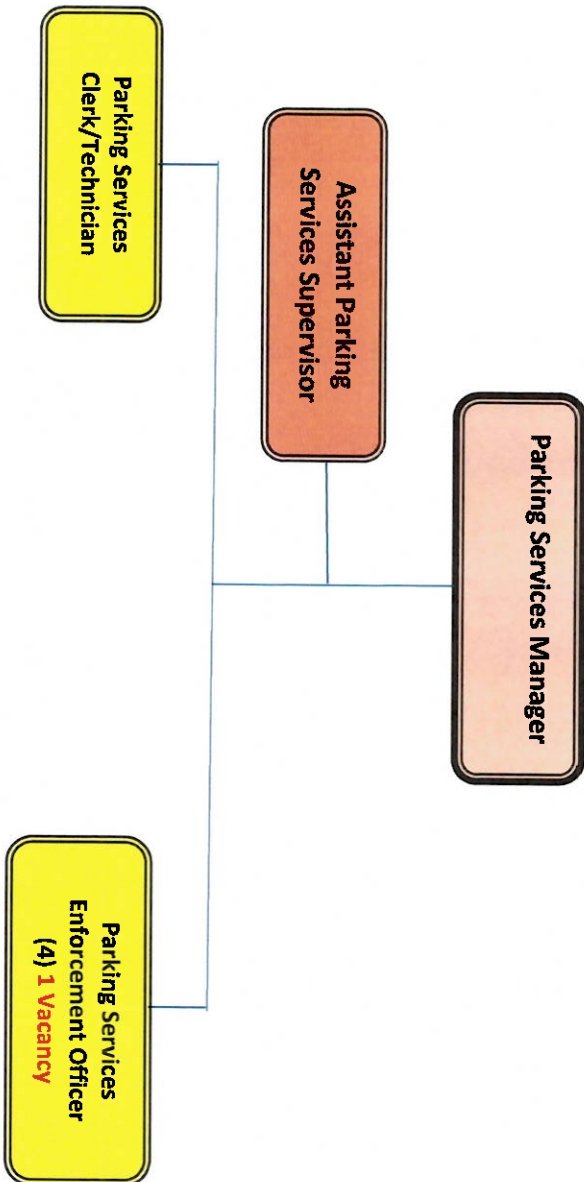 Parking Services Manager
Assistant Parking
Services Supervisor
Parking Services
Clerk/Technician
Parking Services
Enforcement Officer
(4) 1 Vacancy